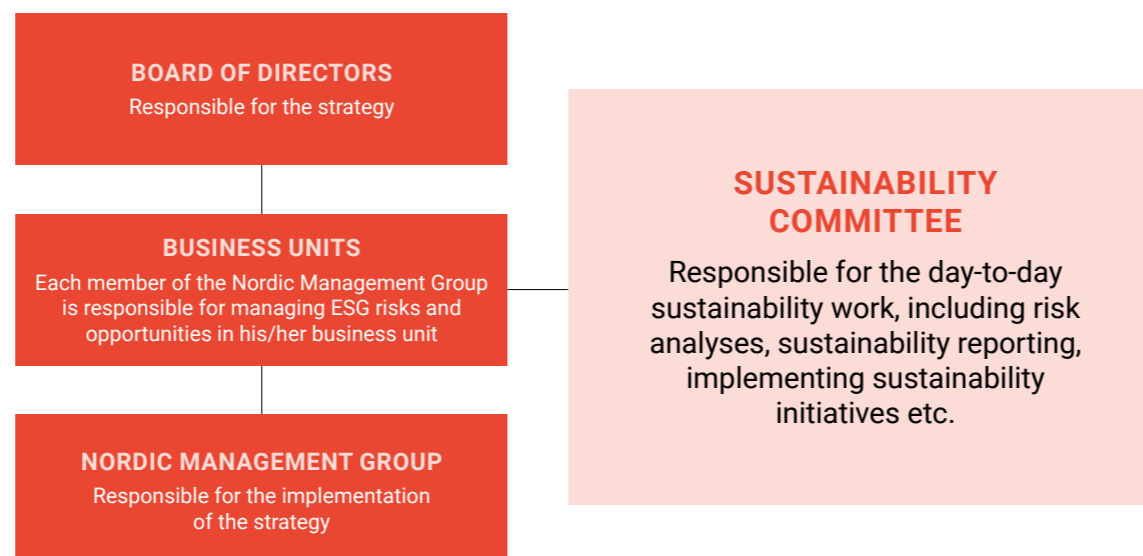 BOARD OF DIRECTORS
Responsible for the strategy
BUSINESS UNITS
Each member of the Nordic Management Group
is responsible for managing ESG risks and
opportunities in his/her business unit
NORDIC MANAGEMENT GROUP
Responsible for the implementation
of the strategy
SUSTAINABILITY
COMMITTEE
Responsible for the day-to-day
sustainability work, including risk
analyses, sustainability reporting,
implementing sustainability
initiatives etc.